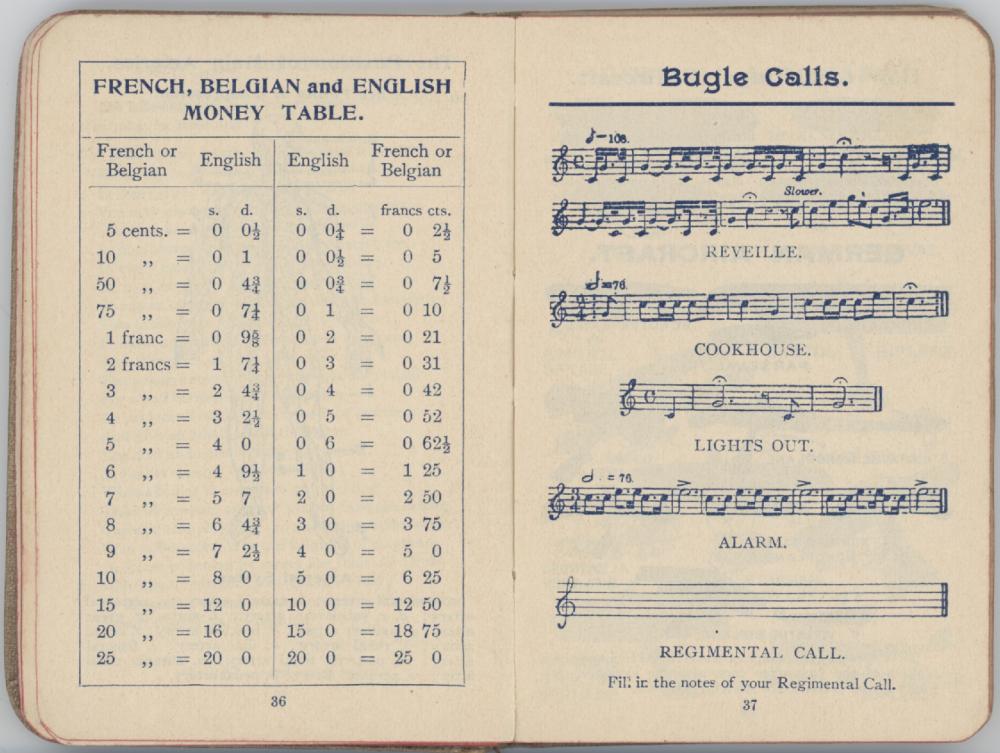 FRENCH, BELGIAN and ENGLISH
MONEY TABLE.
French or Belgian English English French or Belgian
s. d. s. d. francs cts.
5 cents. = 0 0½ 0 0¼ = 0 2½
10 ,, = 0 1 0 0½ = 0 5
50 ,, = 0 4¾ 0 0¾ = 0 7½
75 ,, = 0 7¼ 0 1 = 0 10
1 franc = 0 9⅝ 0 2 = 0 21
2 francs = 1 7¼ 0 3 = 0 31
3 ,, = 2 4¾ 0 4 = 0 42
4 ,, = 3 2½ 0 5 = 0 52
5 ,, = 4 0 0 6 = 0 62½
6 ,, = 4 9½ 1 0 = 1 25
7 ,, = 5 7 2 0 = 2 50
8 ,, = 6 4¾ 3 0 = 3 75
9 ,, = 7 2½ 4 0 = 5 0
10 ,, = 8 0 5 0 = 6 25
15 ,, = 12 0 10 0 = 12 50
20 ,, = 16 0 15 0 = 18 75
25 ,, = 20 0 20 0 = 25 0
36
Bugle Calls.
♪=108.
Slower.
REVEILLE.
=76.
COOKHOUSE.
LIGHTS OUT.
= 76.
ALARM.
REGIMENTAL CALL.
Fill in the notes of your Regimental Call.
37